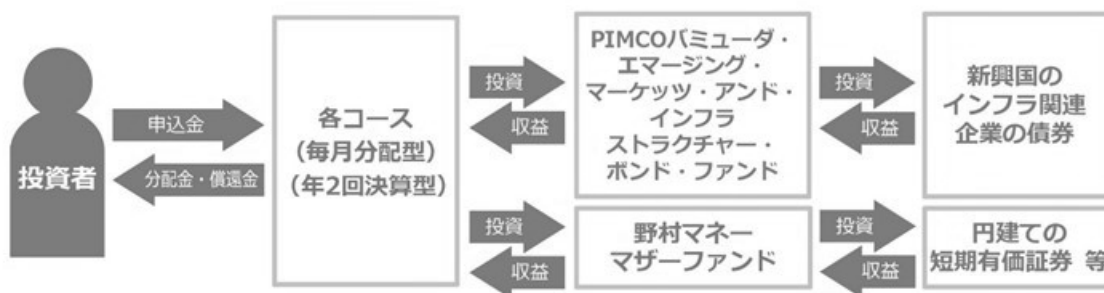 投資者
申込金
分配金・償還金
各コース
（毎月分配型）
（年2回決算型）
投資
収益
PIMCOバミューダ・
エマージング・
マーケッツ・アンド・
インフラ
ストラクチャー・
ボンド・ファンド
投資
収益
新興国の
インフラ関連
企業の債券
投資
収益
野村マネー
マザーファンド
投資
収益
円建ての
短期有価証券 等